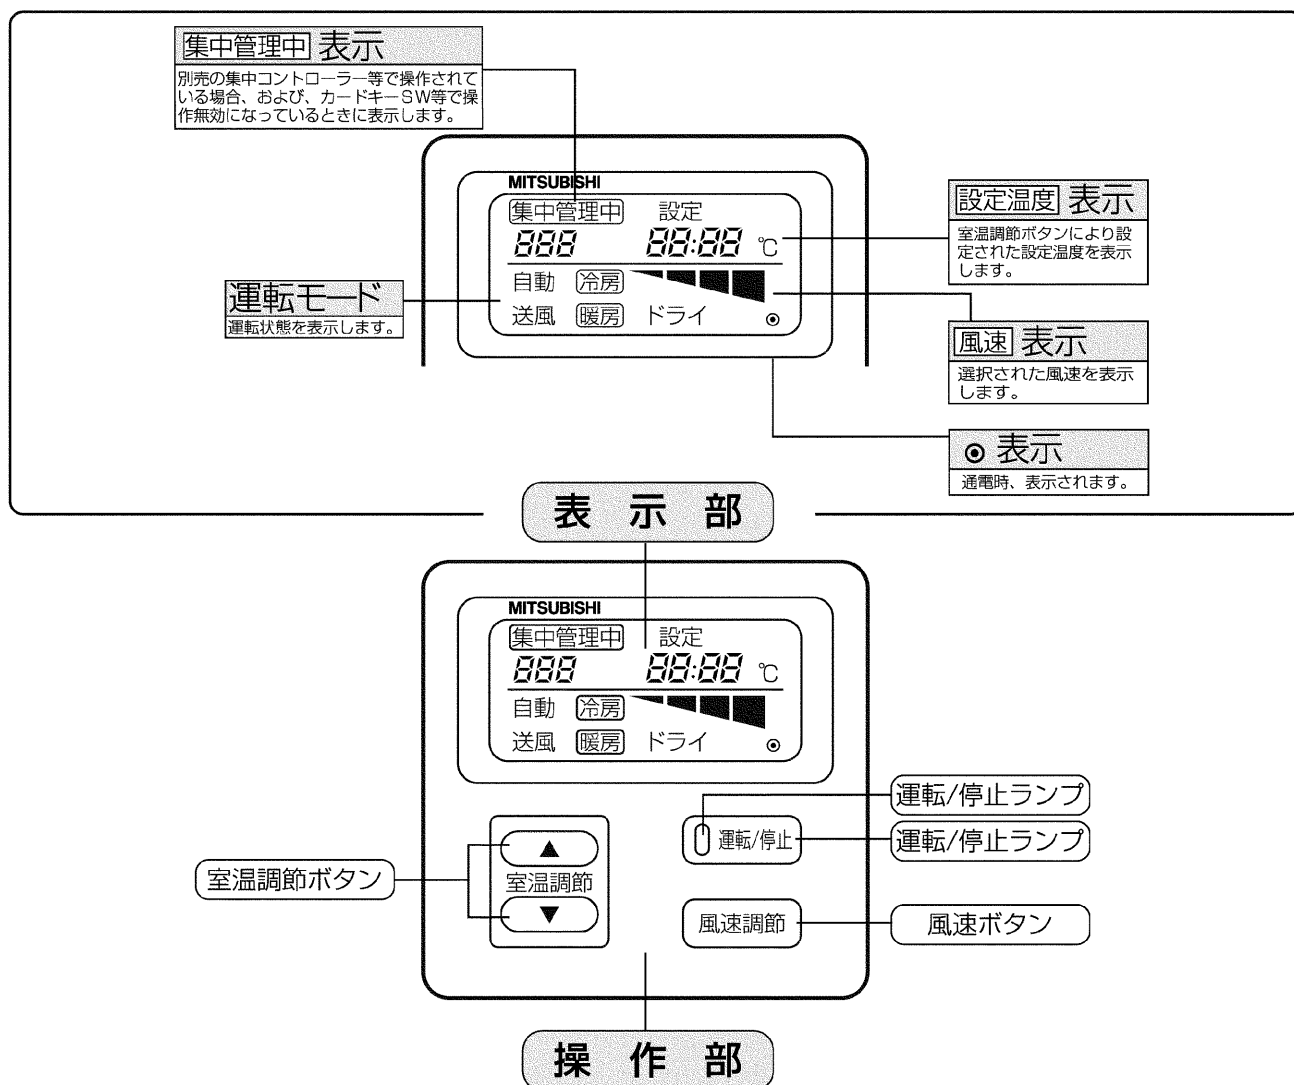 集中管理中 表示
別売の集中コントローラー等で操作されて
いる場合、および、カードキーSW等で操
作無効になっているときに表示します。
MITSUBISHI
集中管理中 設定
888 88:88 ℃
自動 冷房
送風 暖房 ドライ
運転モード
運転状態を表示します。
設定温度 表示
室温調節ボタンにより設
定された設定温度を表示
します。
風速 表示
選択された風速を表示
します。
⦿ 表示
通電時、表示されます。
表示部
MITSUBISHI
集中管理中 設定
888 88:88 ℃
自動 冷房
送風 暖房 ドライ
運転/停止ランプ
運転/停止
運転/停止ランプ
▲
室温調節
▼
室温調節ボタン
風速調節
風速ボタン
操作部